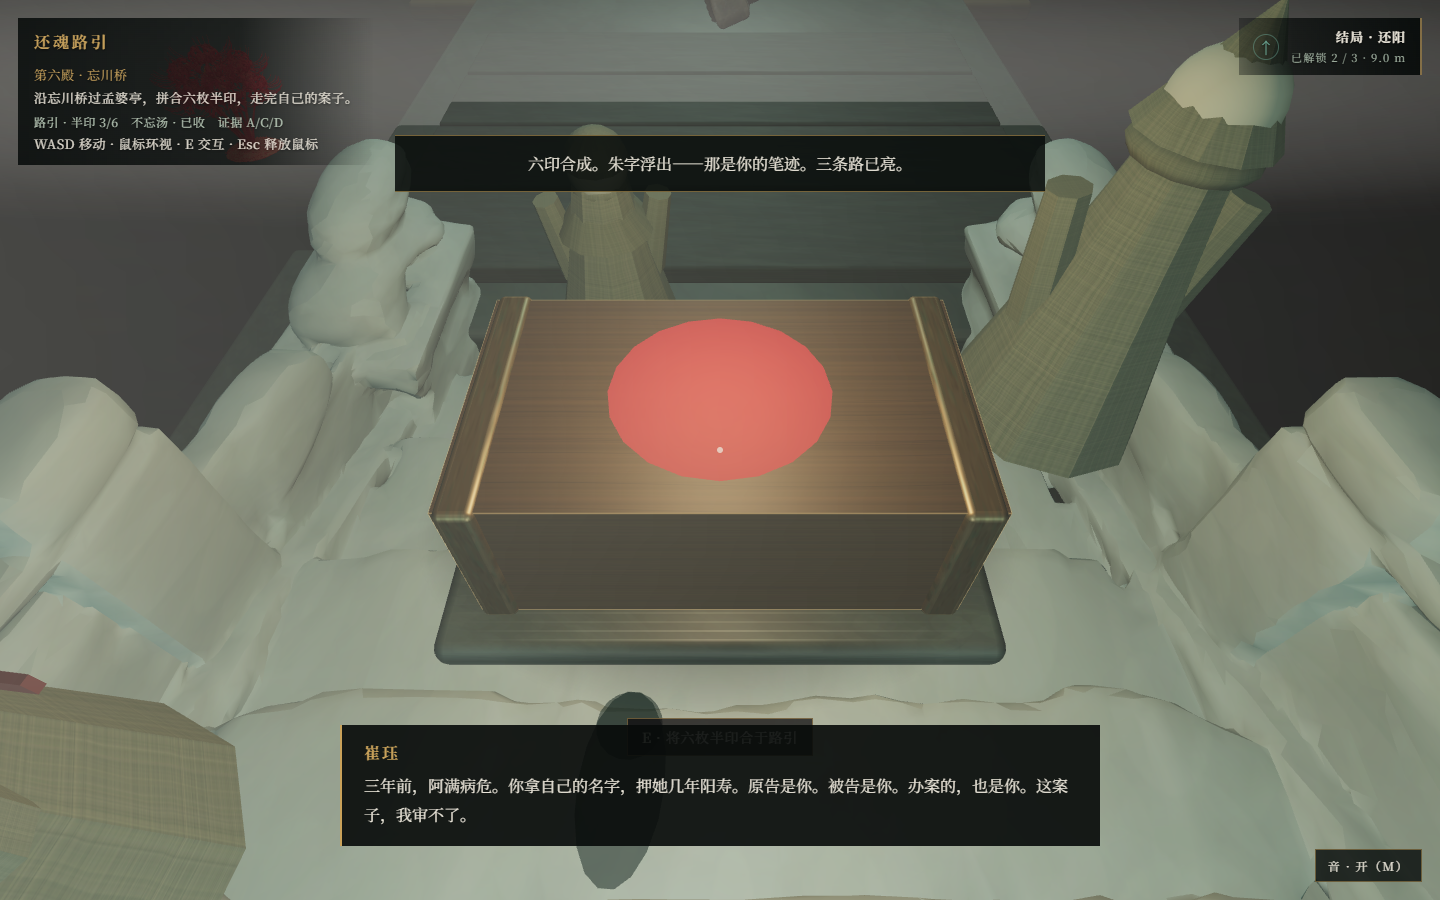 还魂路引
第六殿 · 忘川桥
沿忘川桥过孟婆亭，拼合六枚半印，走完自己的案子。
路引 · 半印 3/6 不忘汤 · 已收 证据 A/C/D
WASD 移动 · 鼠标环视 · E 交互 · Esc 释放鼠标
结局 · 还阳
已解锁 2 / 3 · 9.0 m
六印合成。朱字浮出——那是你的笔迹。三条路已亮。
E · 将六枚半印合于路引
崔珏
三年前，阿满病危。你拿自己的名字，押她几年阳寿。原告是你。被告是你。办案的，也是你。这案
子，我审不了。
音 · 开（M）